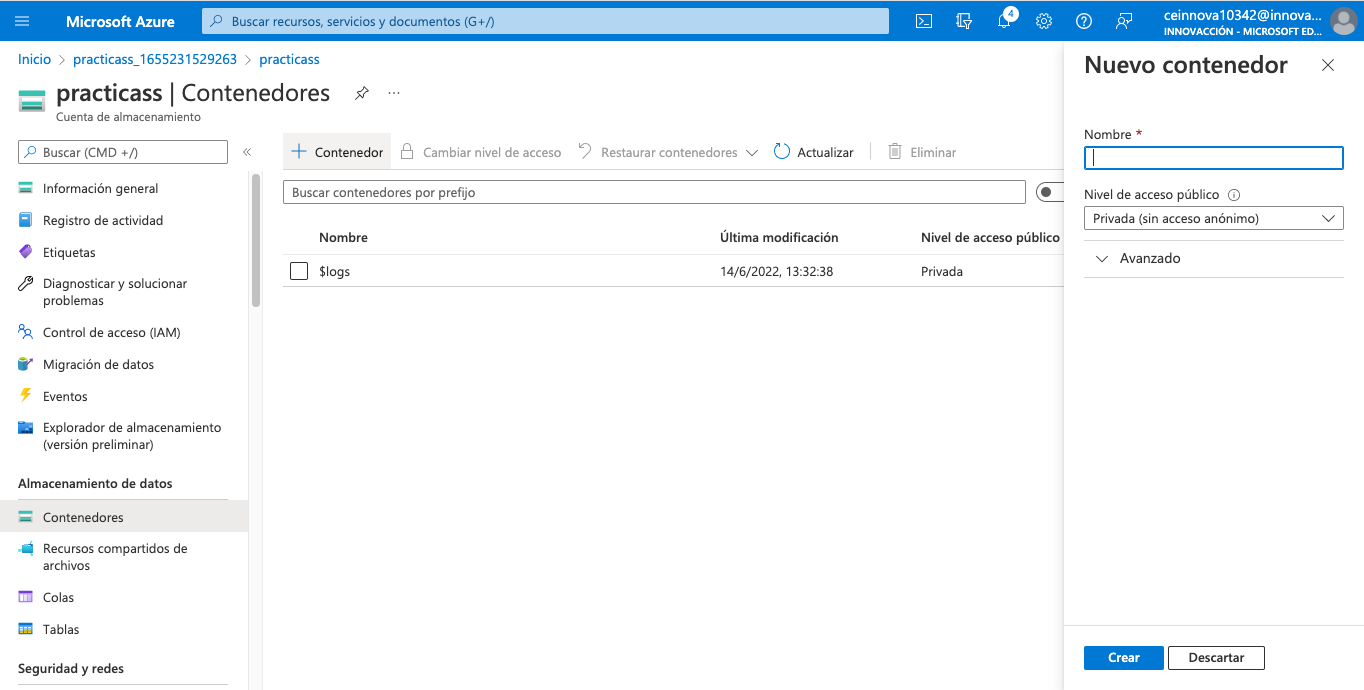 Microsoft Azure
Buscar recursos, servicios y documentos (G+/)
4
ceinnova10342@innova...
INNOVACCIÓN - MICROSOFT ED...
Inicio > practicass_1655231529263 > practicass
practicass | Contenedores ...
Cuenta de almacenamiento
Buscar (CMD +/)
«
Información general
Registro de actividad
Etiquetas
Diagnosticar y solucionar
problemas
Control de acceso (IAM)
Migración de datos
Eventos
Explorador de almacenamiento
(versión preliminar)
Almacenamiento de datos
Contenedores
Recursos compartidos de
archivos
Colas
Tablas
Seguridad y redes
+ Contenedor Cambiar nivel de acceso Restaurar contenedores Actualizar Eliminar
Buscar contenedores por prefijo
Nombre Última modificación Nivel de acceso público
$logs 14/6/2022, 13:32:38 Privada
Nuevo contenedor
Nombre *
Nivel de acceso público
Privada (sin acceso anónimo)
Avanzado
Crear Descartar